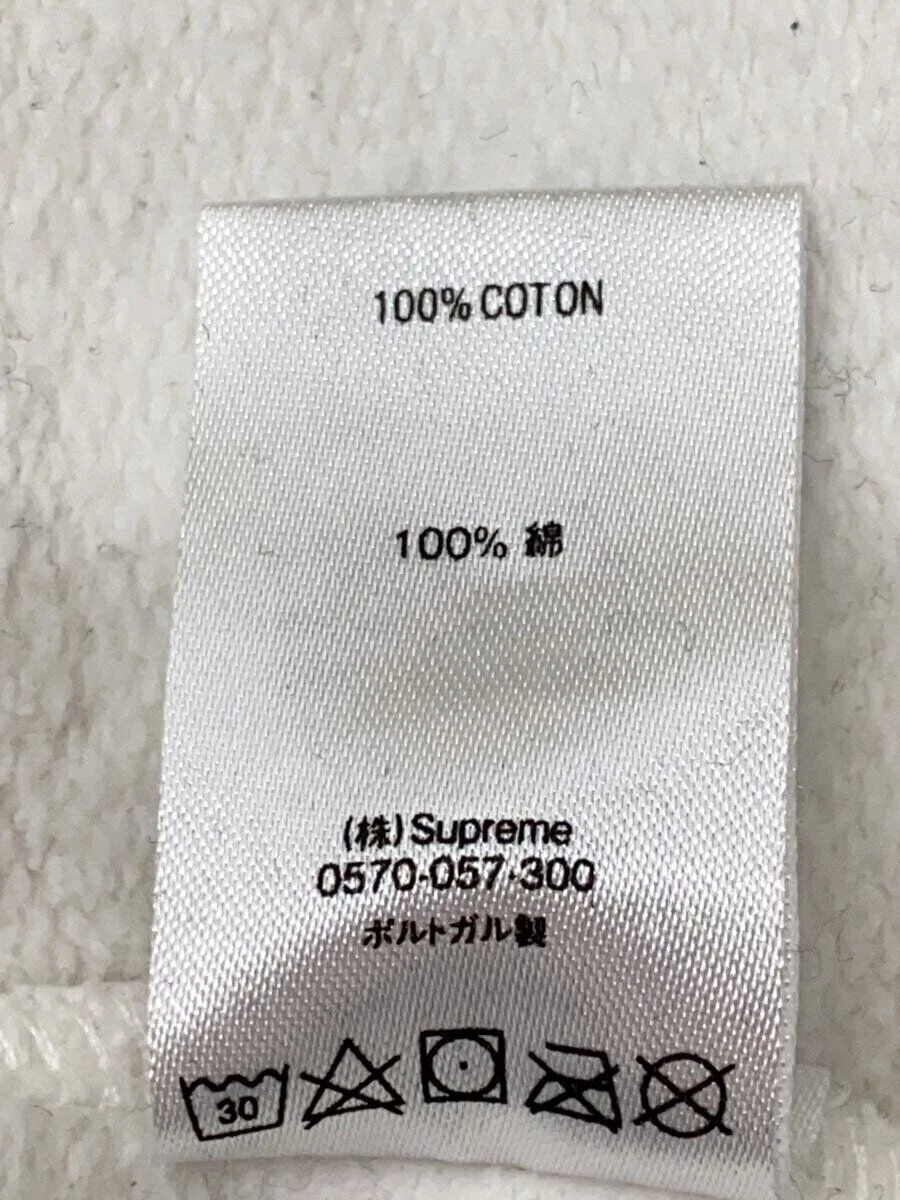 100% COTON
100% 綿
(株) Supreme
0570-057-300
ポルトガル製
30